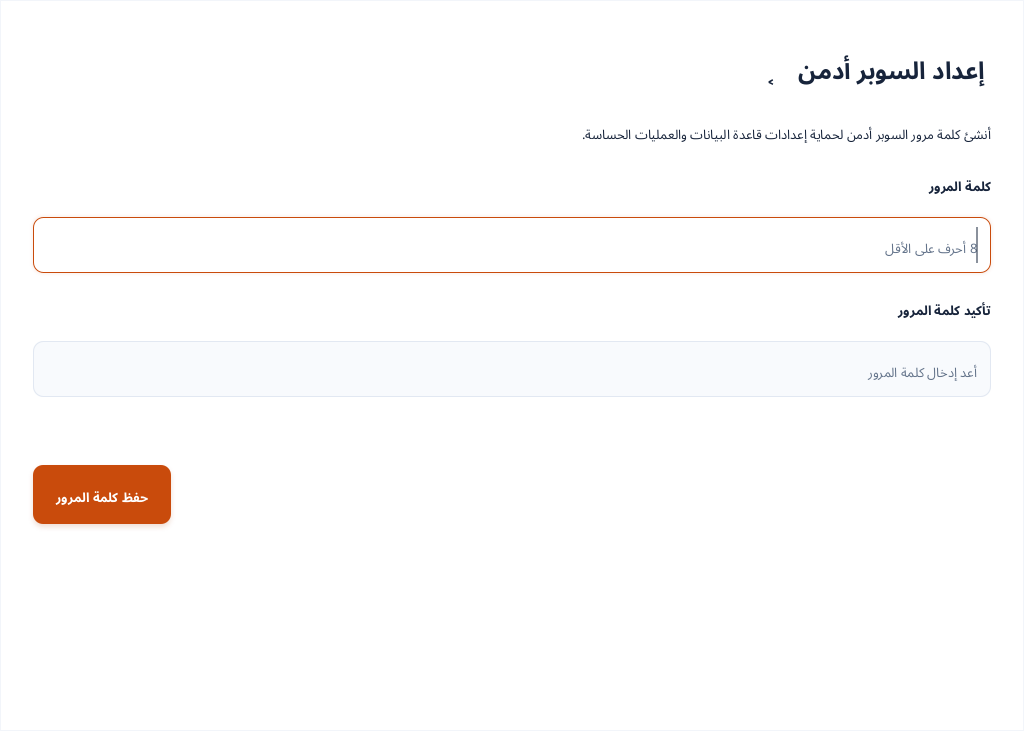 إعداد السوبر أدمن ›
أنشئ كلمة مرور السوبر أدمن لحماية إعدادات قاعدة البيانات والعمليات الحساسة.
كلمة المرور
8 أحرف على الأقل
تأكيد كلمة المرور
أعد إدخال كلمة المرور
حفظ كلمة المرور